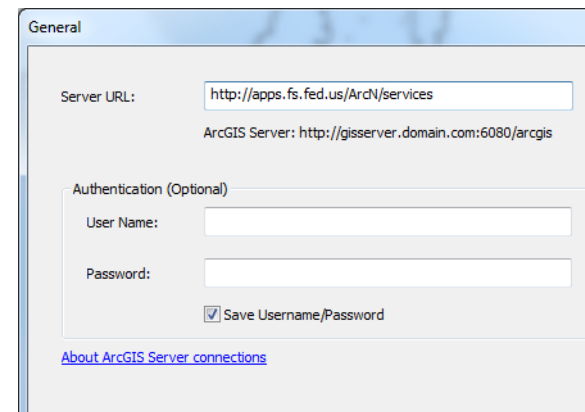 General
Server URL:
http://apps.fs.fed.us/ArcN/services
ArcGIS Server: http://gisserver.domain.com:6080/arcgis
Authentication (Optional)
User Name:
Password:
Save Username/Password
About ArcGIS Server connections